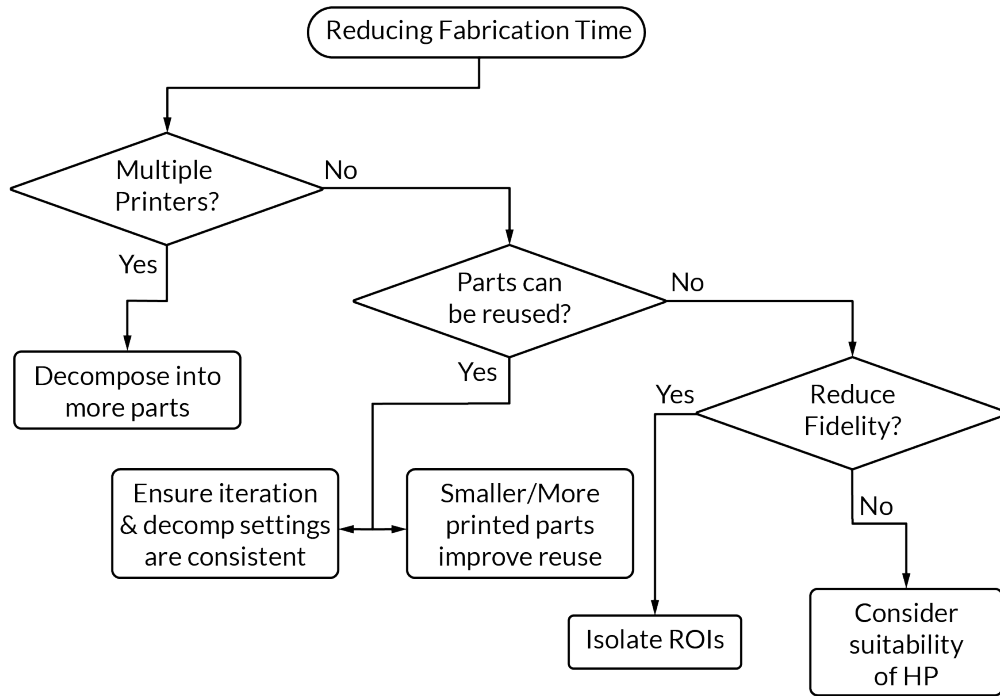 Reducing Fabrication Time
Multiple
Printers?
No
Yes
Parts can
be reused?
No
Decompose into
more parts
Yes
Reduce
Fidelity?
Yes
Ensure iteration
& decomp settings
are consistent
Smaller/More
printed parts
improve reuse
No
Isolate ROIs
Consider
suitability
of HP